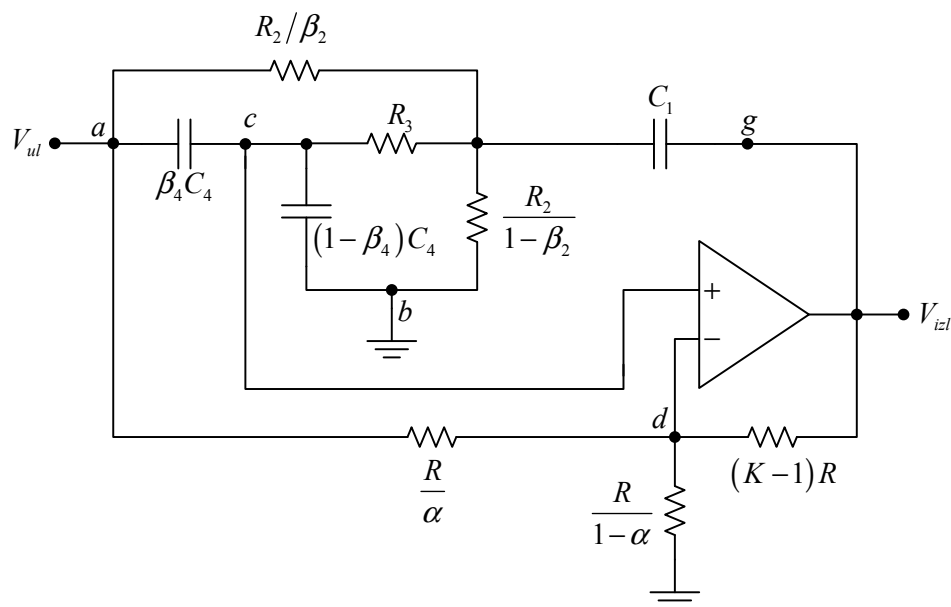 R₂/β₂
C₁
a
c
R₃
g
V_ul
β₄C₄
(1-β₄)C₄
R₂/(1-β₂)
b
+
−
V_izl
d
R/α
R/(1-α)
(K-1)R